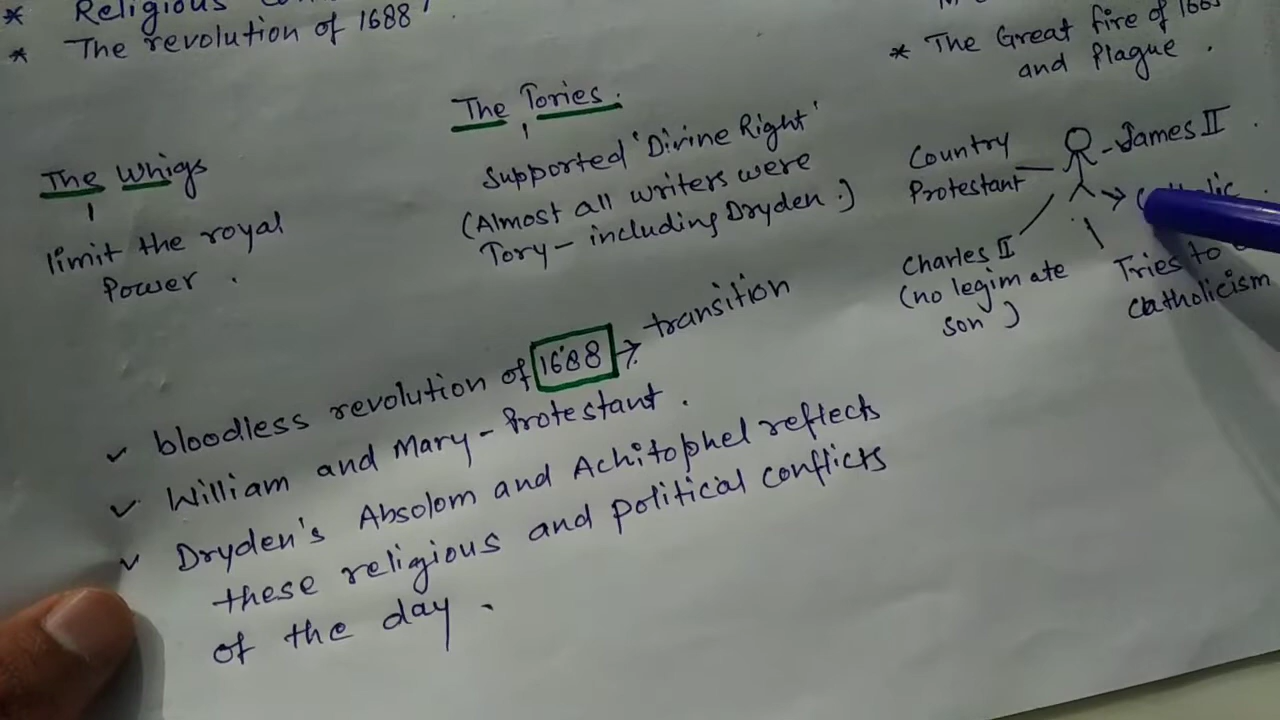 * Religious
* The revolution of 1688
* The Great fire of
and Plague .
The Whigs
limit the royal
Power .
The Tories .
Supported 'Divine Right'
(Almost all writers were
Tory - including Dryden .)
Country
Protestant
- James II .
Charles II
(no legimate
son )
Tries to
Catholicism
✓ bloodless revolution of 1688 → transition
✓ William and Mary - Protestant .
✓ Dryden's Absolom and Achitophel reflects
these religious and political conflicts
of the day .